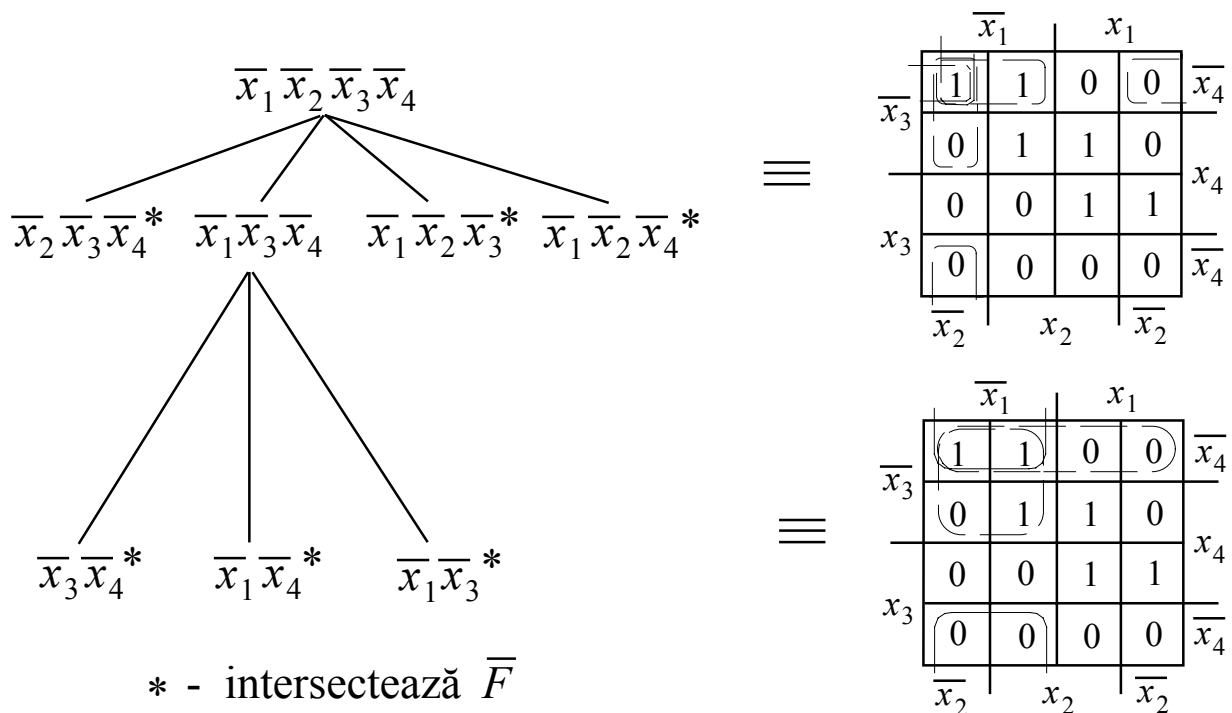 x̅₁ x̅₂ x̅₃ x̅₄
x̅₂ x̅₃ x̅₄* x̅₁ x̅₃ x̅₄ x̅₁ x̅₂ x̅₃* x̅₁ x̅₂ x̅₄*
x̅₃ x̅₄* x̅₁ x̅₄* x̅₁ x̅₃*
* - intersectează F̅
≡
x̅₁ x₁
1 1 0 0 x̅₄
x̅₃
0 1 1 0
x₄
0 0 1 1
x₃
0 0 0 0 x̅₄
x̅₂ x₂ x̅₂
≡
x̅₁ x₁
1 1 0 0 x̅₄
x̅₃
0 1 1 0
x₄
0 0 1 1
x₃
0 0 0 0 x̅₄
x̅₂ x₂ x̅₂